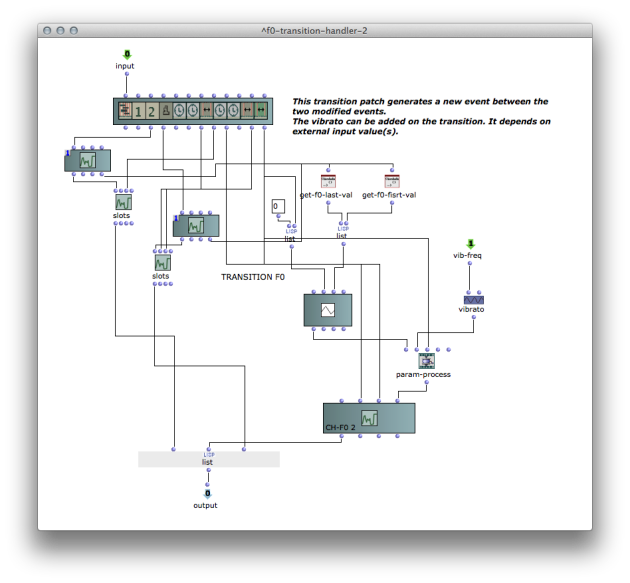 ^f0-transition-handler-2
0
input
This transition patch generates a new event between the
two modified events.
The vibrato can be added on the transition. It depends on
external input value(s).
1 2
1
get-f0-last-val
get-f0-fisrt-val
0
slots
1
LISP
list
LISP
list
1
vib-freq
slots
TRANSITION F0
vibrato
param-process
CH-F0 2
LISP
list
0
output